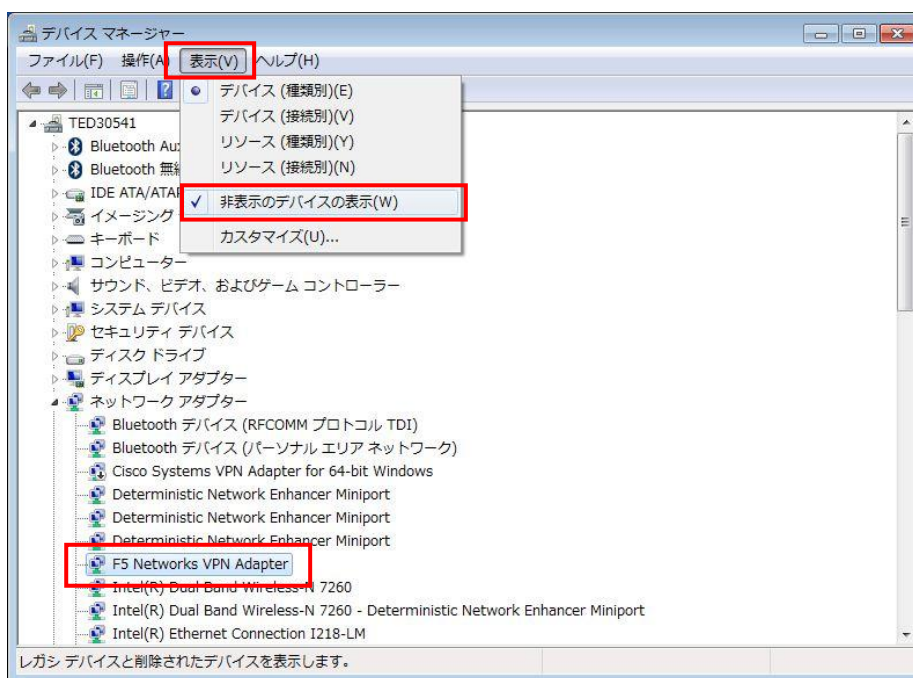 デバイス マネージャー
ファイル(F) 操作(A) 表示(V) ヘルプ(H)
デバイス (種類別)(E)
デバイス (接続別)(V)
リソース (種類別)(Y)
リソース (接続別)(N)
非表示のデバイスの表示(W)
カスタマイズ(U)...
TED30541
Bluetooth
Bluetooth
IDE
イメージング
キーボード
コンピューター
サウンド、ビデオ、およびゲーム コントローラー
システム デバイス
セキュリティ デバイス
ディスク ドライブ
ディスプレイ アダプター
ネットワーク アダプター
Bluetooth デバイス (RFCOMM プロトコル TDI)
Bluetooth デバイス (パーソナル エリア ネットワーク)
Cisco Systems VPN Adapter for 64-bit Windows
Deterministic Network Enhancer Miniport
Deterministic Network Enhancer Miniport
Deterministic Network Enhancer Miniport
F5 Networks VPN Adapter
Intel(R) Dual Band Wireless-N 7260
Intel(R) Dual Band Wireless-N 7260 - Deterministic Network Enhancer Miniport
Intel(R) Ethernet Connection I218-LM
レガシ デバイスと削除されたデバイスを表示します。